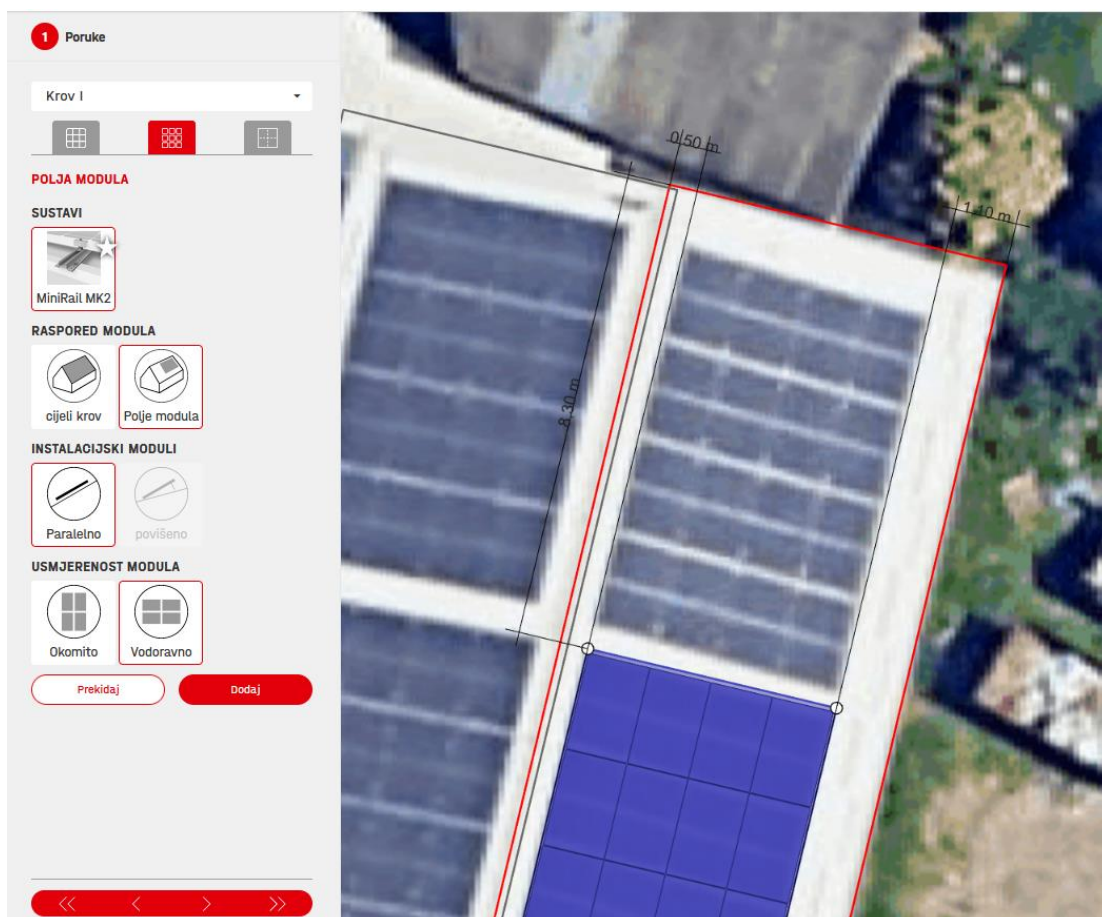 1 Poruke
Krov I
POLJA MODULA
SUSTAVI
MiniRail MK2
RASPORED MODULA
cijeli krov
Polje modula
INSTALACIJSKI MODULI
Paralelno
povišeno
USMJERENOST MODULA
Okomito
Vodoravno
Prekidaj
Dodaj
0,50 m
1,10 m
8,30 m